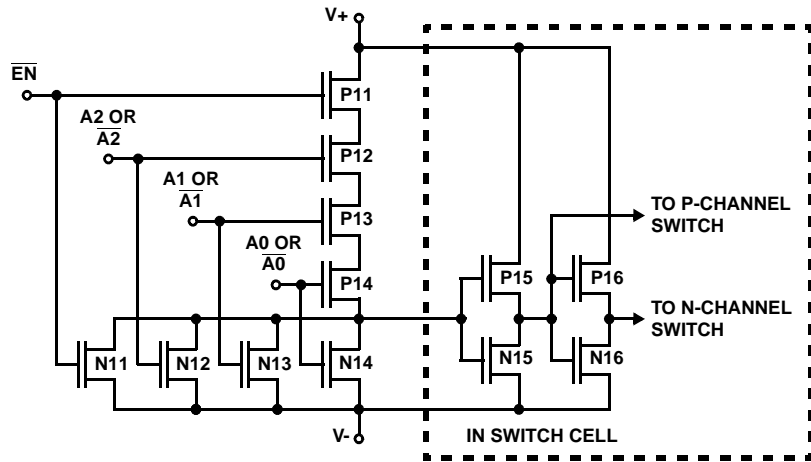 V+
EN
P11
A2 OR
A2
P12
A1 OR
A1
P13
TO P-CHANNEL
SWITCH
A0 OR
A0
P14
P15
P16
TO N-CHANNEL
SWITCH
N11
N12
N13
N14
N15
N16
V-
IN SWITCH CELL